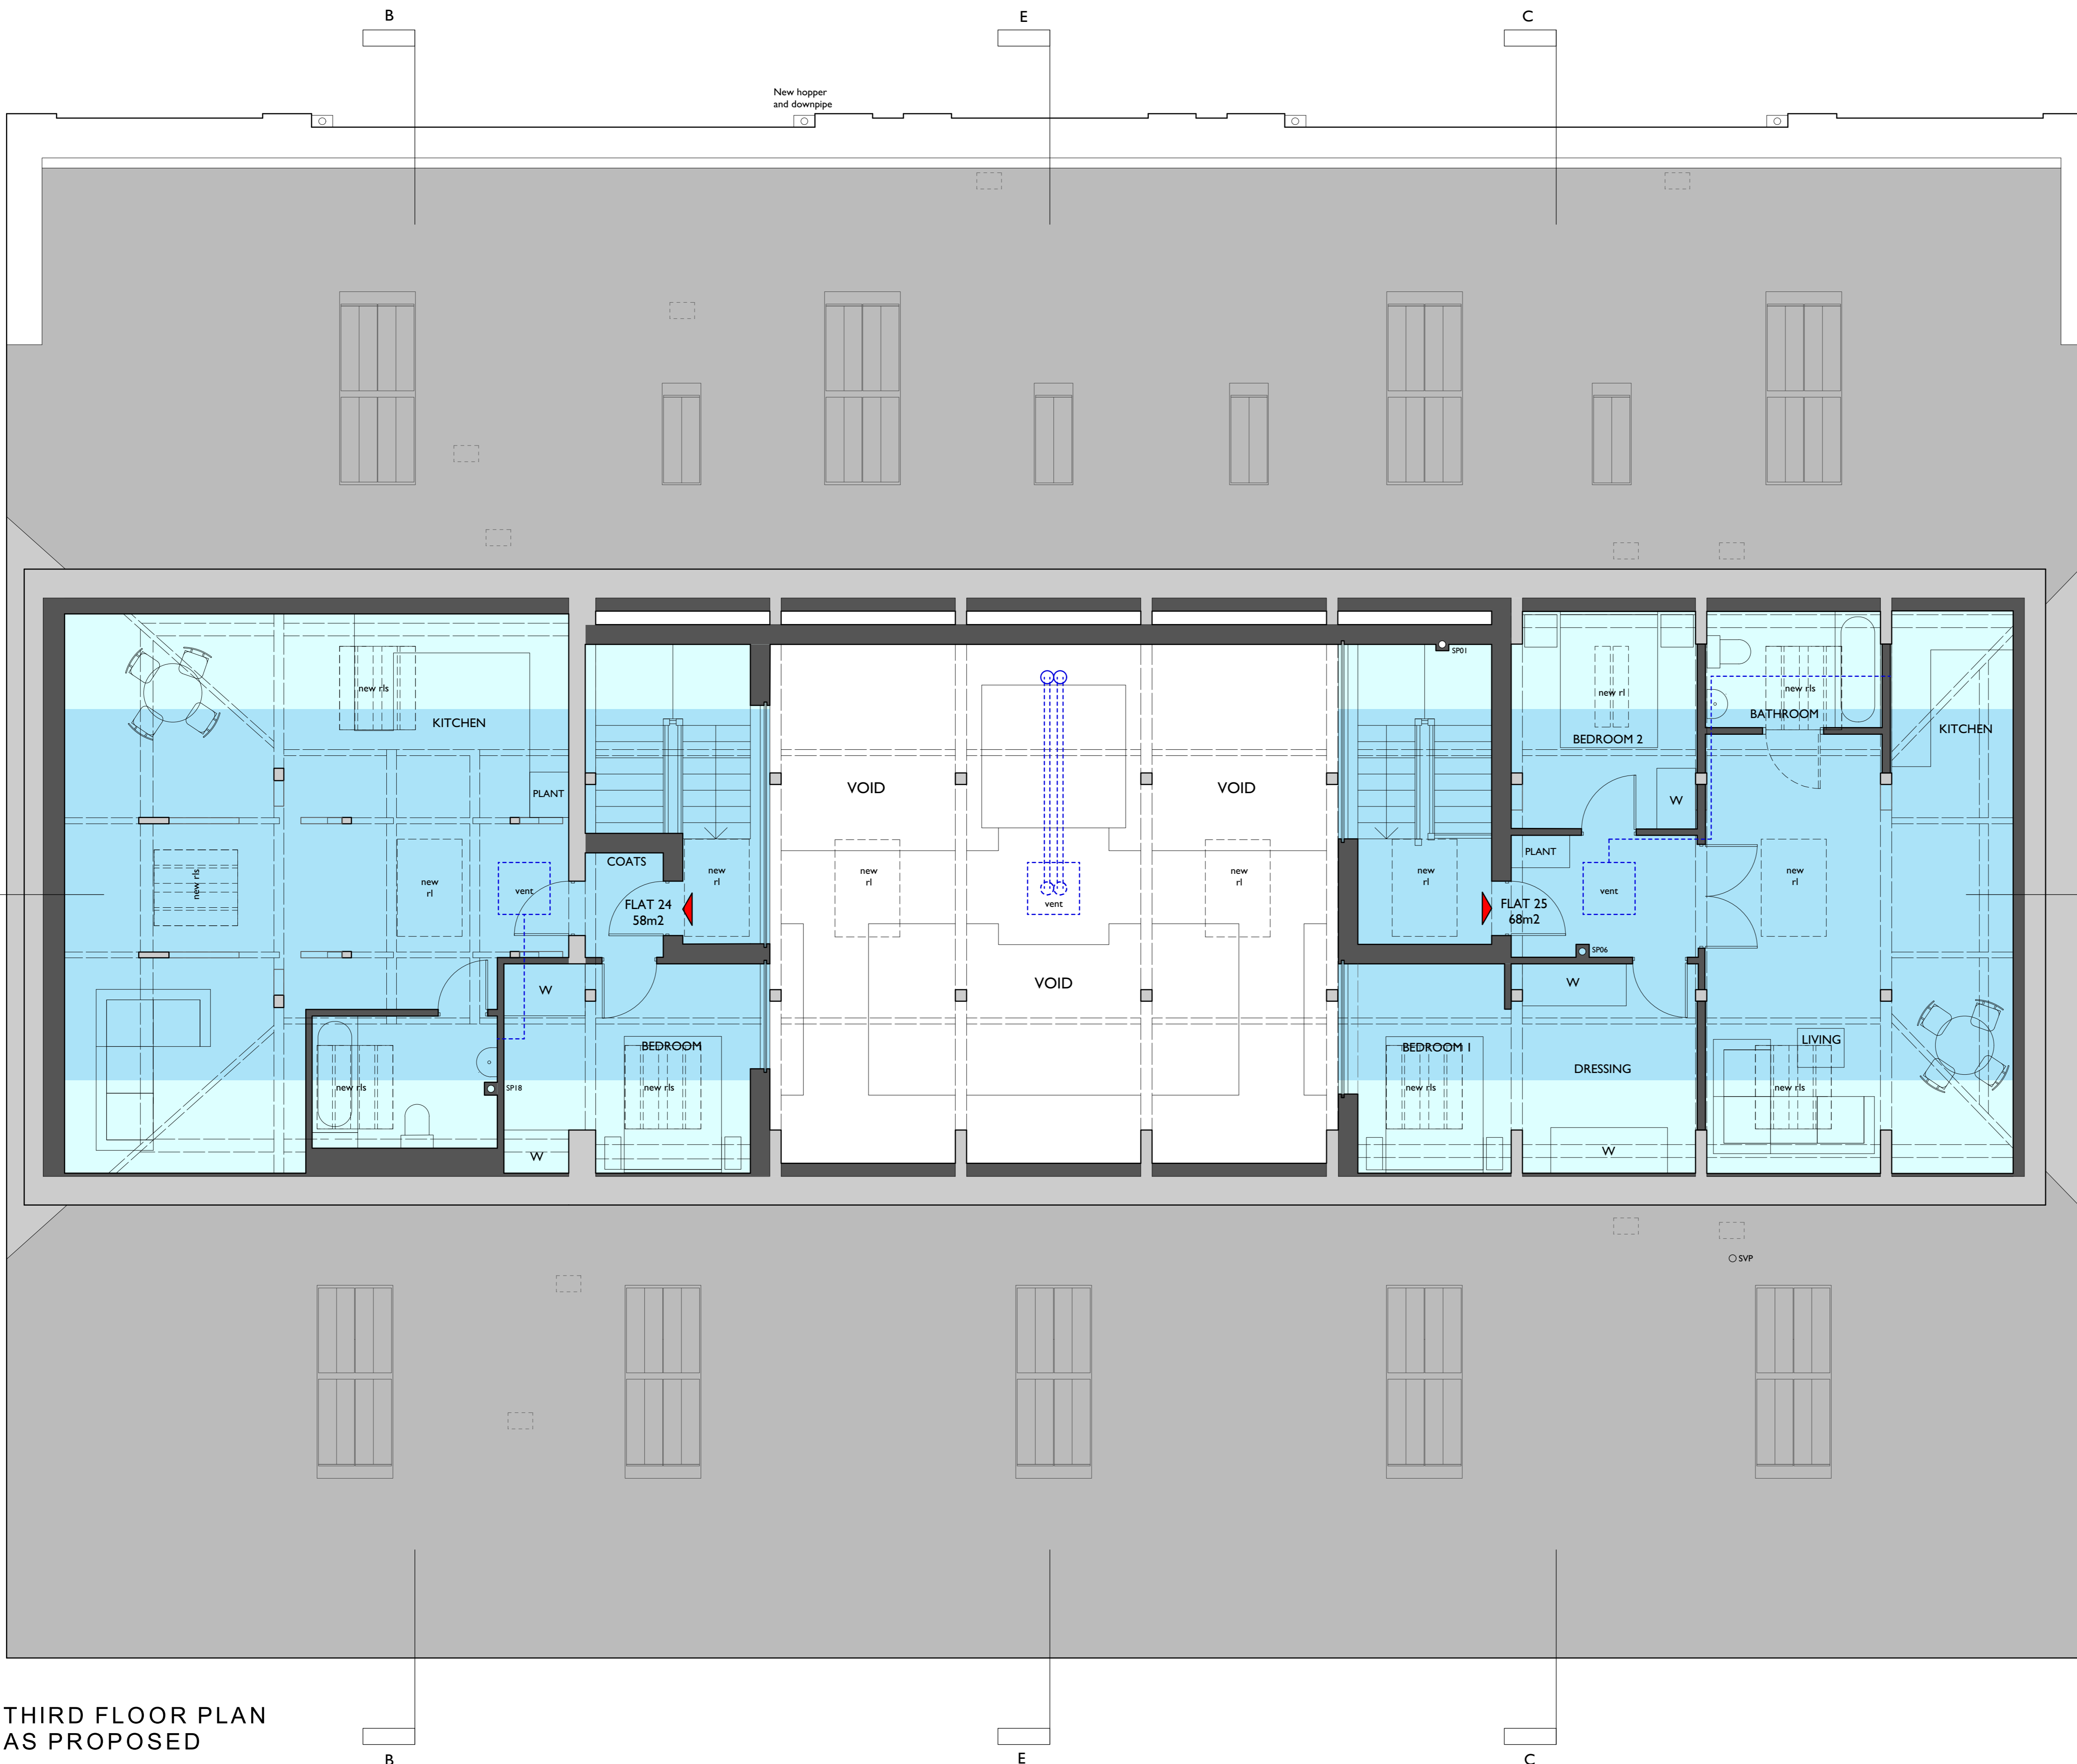 B
E
C
New hopper
and downpipe
SP01
new rls
new rl
new rls
KITCHEN
BATHROOM
KITCHEN
BEDROOM 2
VOID
VOID
PLANT
W
COATS
PLANT
new
rl
new
rl
new
rl
new
rl
new
rl
new
rl
new rls
vent
vent
vent
FLAT 24
58m2
FLAT 25
68m2
SP06
W
W
VOID
BEDROOM
BEDROOM 1
LIVING
DRESSING
new rls
SP18
new rls
new rls
new rls
W
W
SVP
THIRD FLOOR PLAN
AS PROPOSED
B
E
C